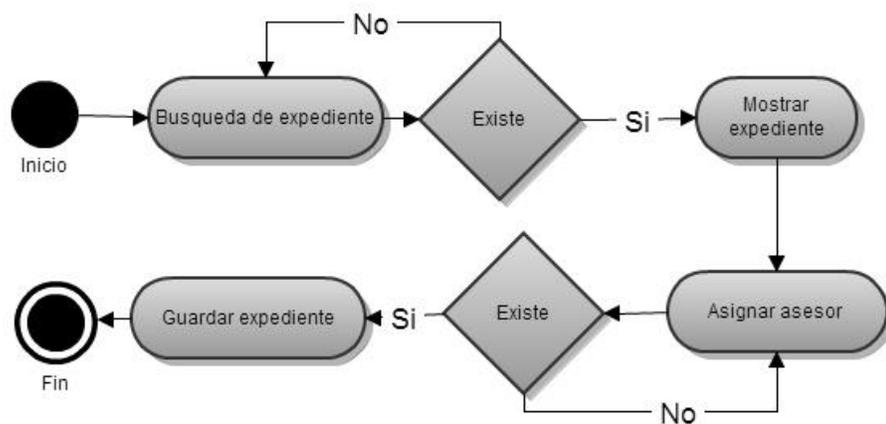 No
Inicio
Busqueda de expediente
Existe
Si
Mostrar
expediente
Fin
Guardar expediente
Si
Existe
Asignar asesor
No